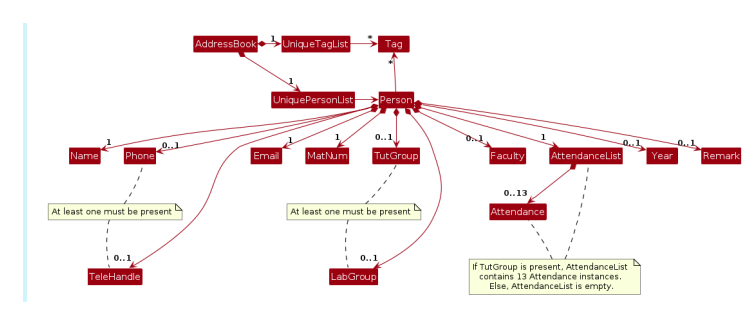 AddressBook 1 UniqueTagList * Tag
*
1
UniquePersonList Person
1 0..1 1 1 0..1 0..1 1 0..1 0..1
Name Phone Email MatNum TutGroup Faculty AttendanceList Year Remark
0..13
At least one must be present At least one must be present Attendance
0..1 0..1
TeleHandle LabGroup
If TutGroup is present, AttendanceList
contains 13 Attendance instances.
Else, AttendanceList is empty.